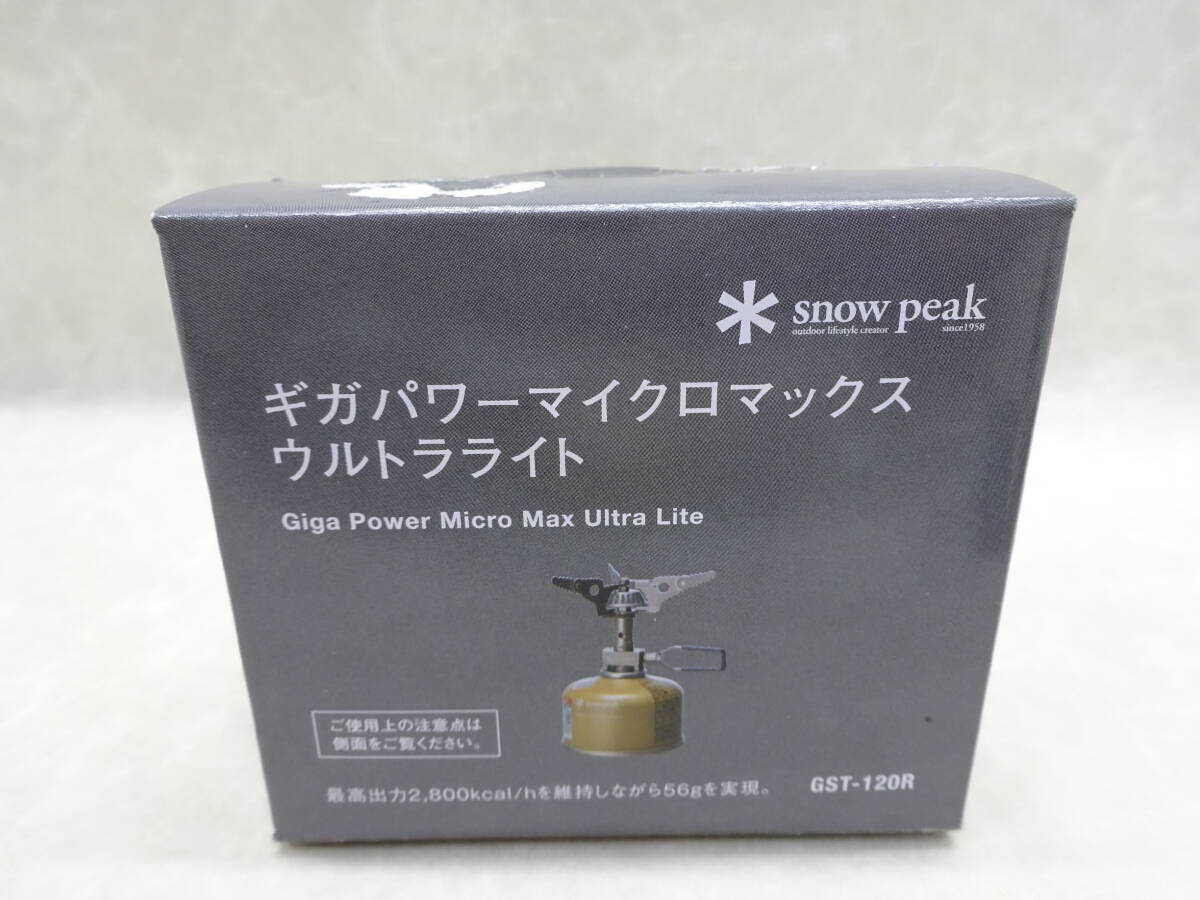 snow peak
outdoor lifestyle creator since1958
ギガパワーマイクロマックス
ウルトラライト
Giga Power Micro Max Ultra Lite
ご使用上の注意点は
側面をご覧ください。
最高出力2,800kcal/hを維持しながら56gを実現。 GST-120R